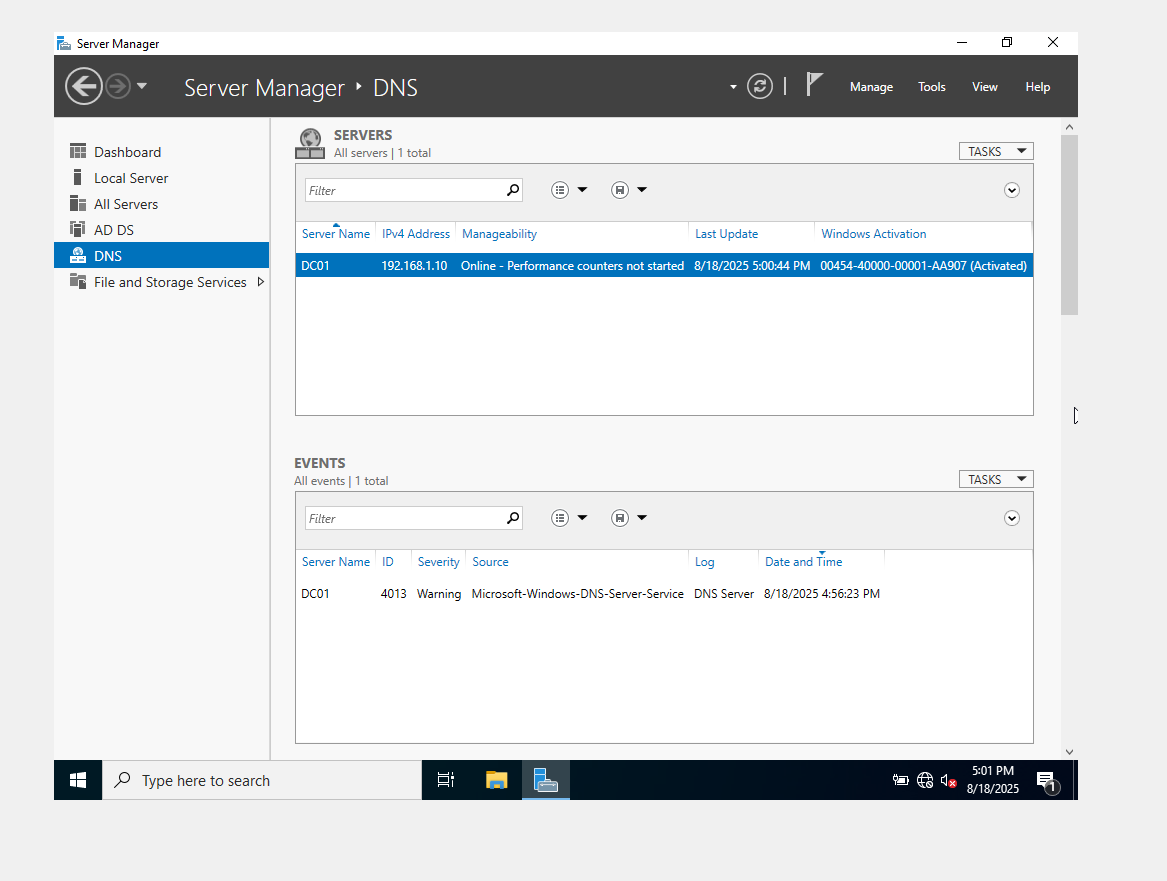 Server Manager
Server Manager ‣ DNS
Manage Tools View Help
Dashboard
Local Server
All Servers
AD DS
DNS
File and Storage Services
SERVERS
All servers | 1 total
TASKS
Filter
Server Name IPv4 Address Manageability Last Update Windows Activation
DC01 192.168.1.10 Online - Performance counters not started 8/18/2025 5:00:44 PM 00454-40000-00001-AA907 (Activated)
EVENTS
All events | 1 total
TASKS
Filter
Server Name ID Severity Source Log Date and Time
DC01 4013 Warning Microsoft-Windows-DNS-Server-Service DNS Server 8/18/2025 4:56:23 PM
Type here to search
5:01 PM
8/18/2025
1